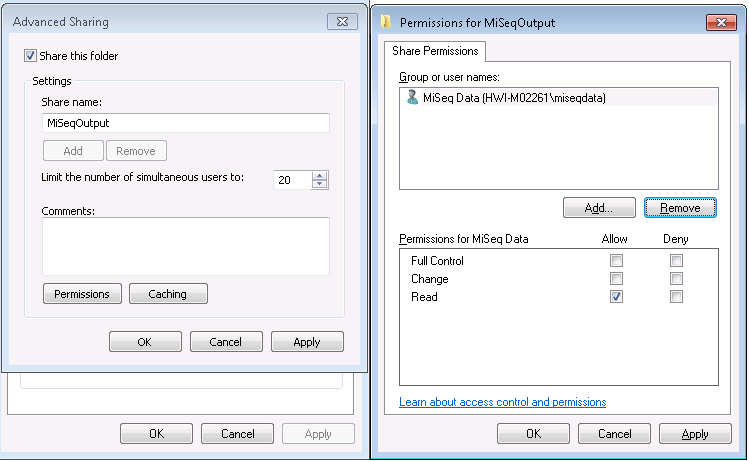 Advanced Sharing
Share this folder
Settings
Share name:
MiSeqOutput
Add Remove
Limit the number of simultaneous users to: 20
Comments:
Permissions Caching
OK Cancel Apply
OK Cancel Apply
Permissions for MiSeqOutput
Share Permissions
Group or user names:
MiSeq Data (HWI-M02261\miseqdata)
Add... Remove
Permissions for MiSeq Data Allow Deny
Full Control
Change
Read
Learn about access control and permissions
OK Cancel Apply